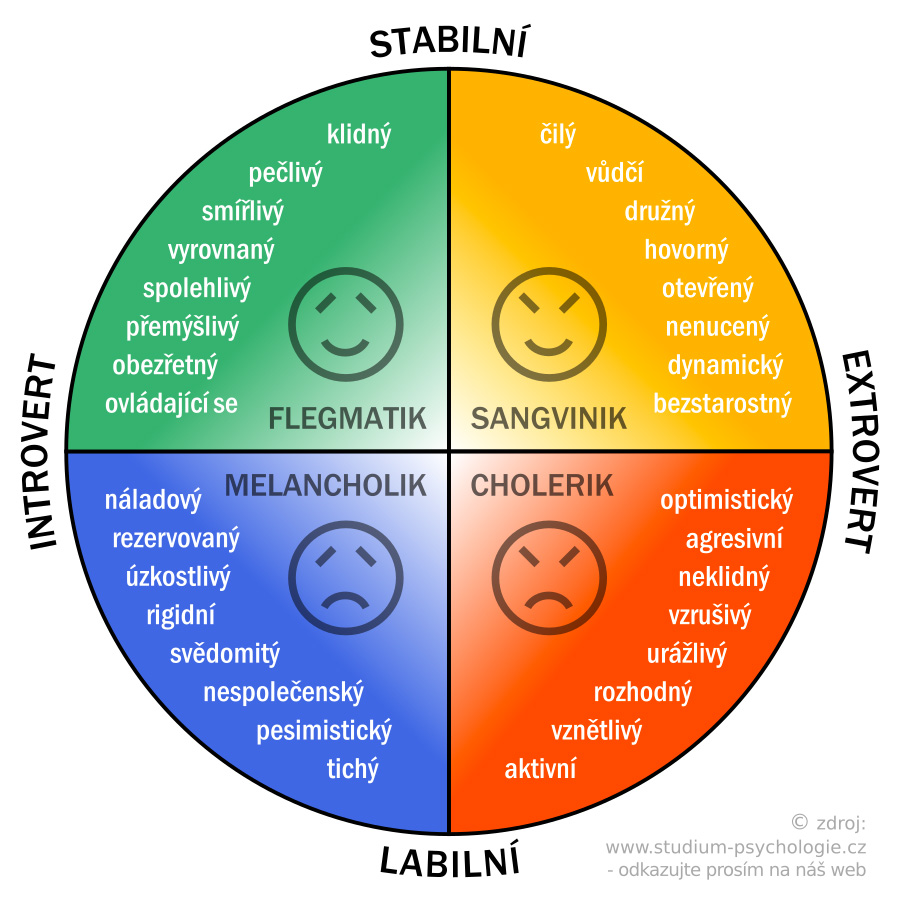 STABILNÍ
klidný
pečlivý
smířlivý
vyrovnaný
spolehlivý
přemýšlivý
obezřetný
ovládající se
FLEGMATIK
čilý
vůdčí
družný
hovorný
otevřený
nenucený
dynamický
bezstarostný
SANGVINIK
INTROVERT
EXTROVERT
MELANCHOLIK
náladový
rezervovaný
úzkostlivý
rigidní
svědomitý
nespolečenský
pesimistický
tichý
CHOLERIK
optimistický
agresivní
neklidný
vzrušivý
urážlivý
rozhodný
vznětlivý
aktivní
LABILNÍ
© zdroj:
www.studium-psychologie.cz
- odkazujte prosím na náš web